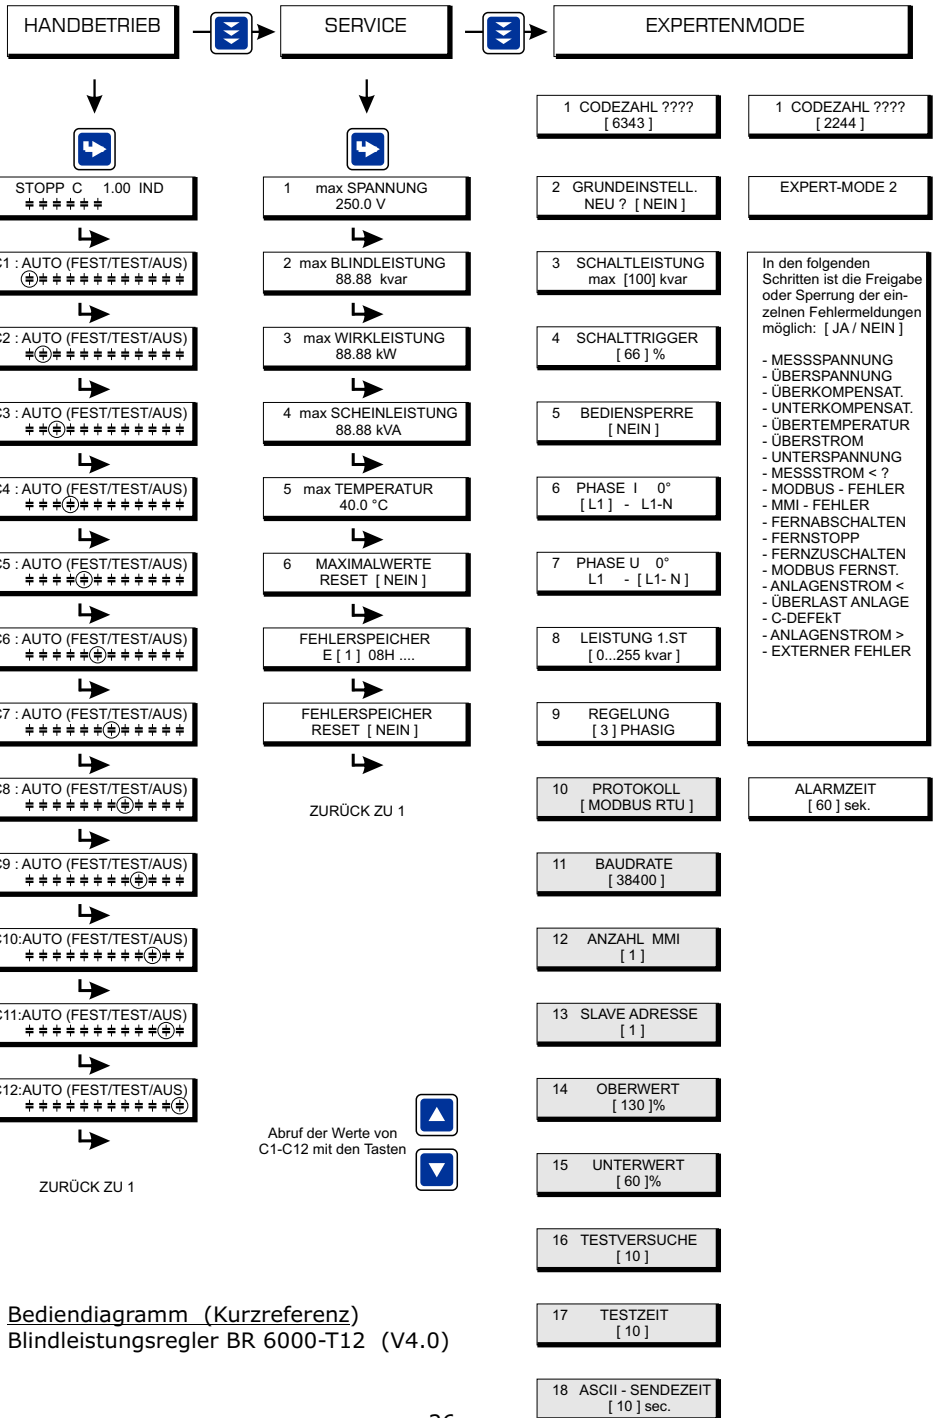 HANDBETRIEB
SERVICE
EXPERTENMODE
STOPP C 1.00 IND
C1 : AUTO (FEST/TEST/AUS)
C2 : AUTO (FEST/TEST/AUS)
C3 : AUTO (FEST/TEST/AUS)
C4 : AUTO (FEST/TEST/AUS)
C5 : AUTO (FEST/TEST/AUS)
C6 : AUTO (FEST/TEST/AUS)
C7 : AUTO (FEST/TEST/AUS)
C8 : AUTO (FEST/TEST/AUS)
C9 : AUTO (FEST/TEST/AUS)
C10:AUTO (FEST/TEST/AUS)
C11:AUTO (FEST/TEST/AUS)
C12:AUTO (FEST/TEST/AUS)
ZURÜCK ZU 1
1 max SPANNUNG
250.0 V
2 max BLINDLEISTUNG
88.88 kvar
3 max WIRKLEISTUNG
88.88 kW
4 max SCHEINLEISTUNG
88.88 kVA
5 max TEMPERATUR
40.0 °C
6 MAXIMALWERTE
RESET [ NEIN ]
FEHLERSPEICHER
E [ 1 ] 08H ....
FEHLERSPEICHER
RESET [ NEIN ]
ZURÜCK ZU 1
Abruf der Werte von
C1-C12 mit den Tasten
1 CODEZAHL ????
[ 6343 ]
2 GRUNDEINSTELL.
NEU ? [ NEIN ]
3 SCHALTLEISTUNG
max [100] kvar
4 SCHALTTRIGGER
[ 66 ] %
5 BEDIENSPERRE
[ NEIN ]
6 PHASE I 0°
[ L1 ] - L1-N
7 PHASE U 0°
L1 - [ L1- N ]
8 LEISTUNG 1.ST
[ 0...255 kvar ]
9 REGELUNG
[ 3 ] PHASIG
10 PROTOKOLL
[ MODBUS RTU ]
11 BAUDRATE
[ 38400 ]
12 ANZAHL MMI
[ 1 ]
13 SLAVE ADRESSE
[ 1 ]
14 OBERWERT
[ 130 ]%
15 UNTERWERT
[ 60 ]%
16 TESTVERSUCHE
[ 10 ]
17 TESTZEIT
[ 10 ]
18 ASCII - SENDEZEIT
[ 10 ] sec.
1 CODEZAHL ????
[ 2244 ]
EXPERT-MODE 2
In den folgenden
Schritten ist die Freigabe
oder Sperrung der ein-
zelnen Fehlermeldungen
möglich: [ JA / NEIN ]
- MESSSPANNUNG
- ÜBERSPANNUNG
- ÜBERKOMPENSAT.
- UNTERKOMPENSAT.
- ÜBERTEMPERATUR
- ÜBERSTROM
- UNTERSPANNUNG
- MESSSTROM < ?
- MODBUS - FEHLER
- MMI - FEHLER
- FERNABSCHALTEN
- FERNSTOPP
- FERNZUSCHALTEN
- MODBUS FERNST.
- ANLAGENSTROM <
- ÜBERLAST ANLAGE
- C-DEFEkT
- ANLAGENSTROM >
- EXTERNER FEHLER
ALARMZEIT
[ 60 ] sek.
Bediendiagramm (Kurzreferenz)
Blindleistungsregler BR 6000-T12 (V4.0)